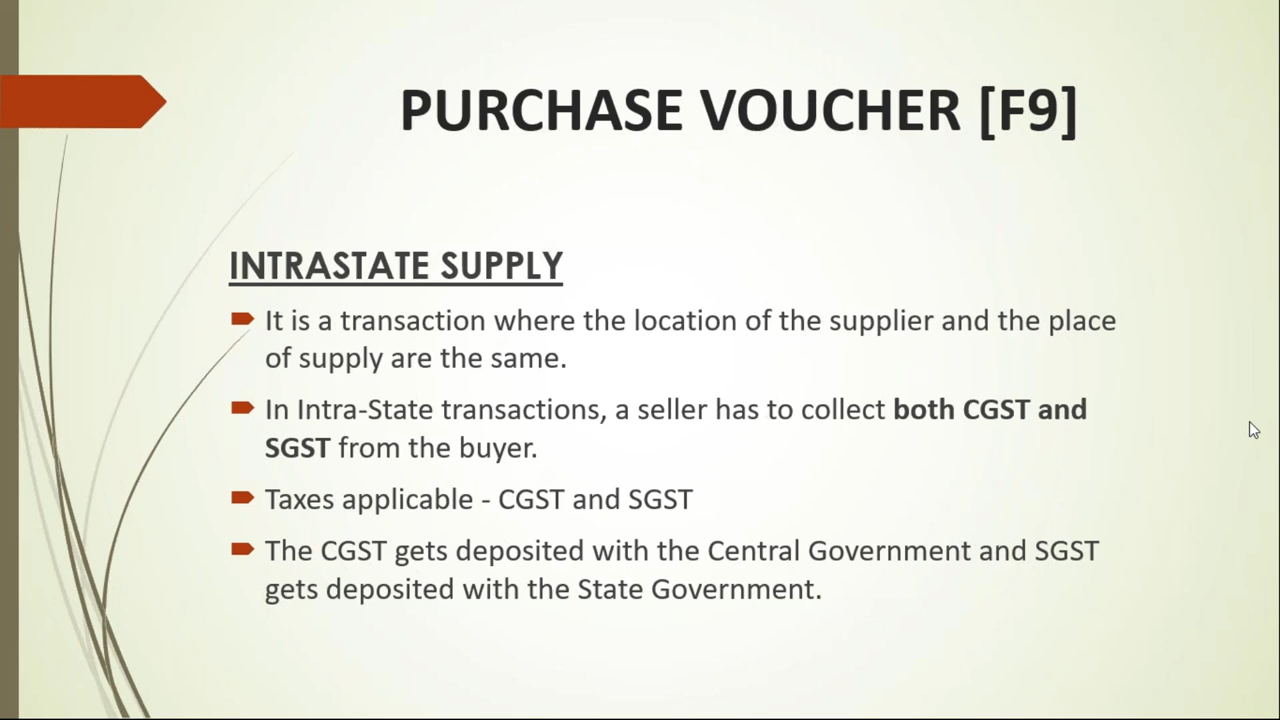 PURCHASE VOUCHER [F9]
INTRASTATE SUPPLY
It is a transaction where the location of the supplier and the place
of supply are the same.
In Intra-State transactions, a seller has to collect both CGST and
SGST from the buyer.
Taxes applicable - CGST and SGST
The CGST gets deposited with the Central Government and SGST
gets deposited with the State Government.